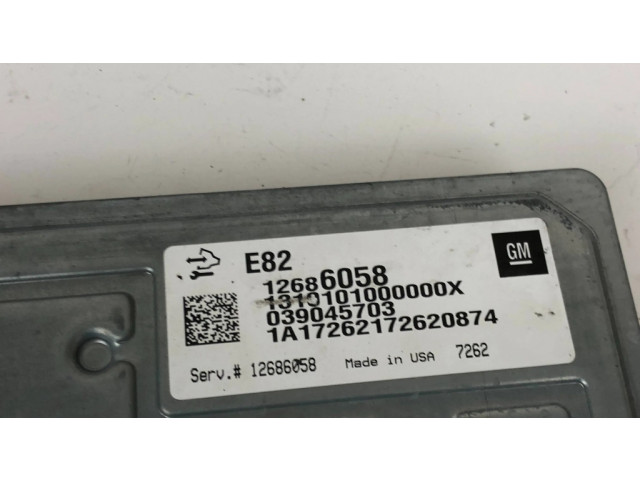 E82
GM
12686058
1310101000000X
039045703
1A17262172620874
Serv.# 12686058 Made in USA 7262